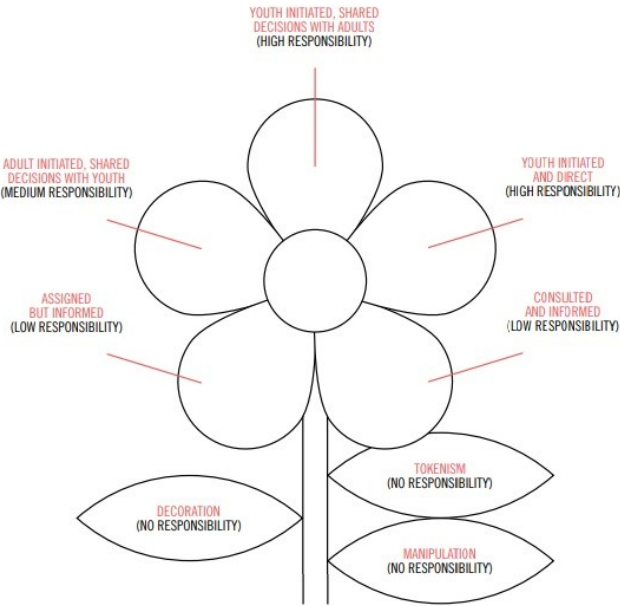 YOUTH INITIATED, SHARED
DECISIONS WITH ADULTS
(HIGH RESPONSIBILITY)
ADULT INITIATED, SHARED
DECISIONS WITH YOUTH
(MEDIUM RESPONSIBILITY)
YOUTH INITIATED
AND DIRECT
(HIGH RESPONSIBILITY)
ASSIGNED
BUT INFORMED
(LOW RESPONSIBILITY)
CONSULTED
AND INFORMED
(LOW RESPONSIBILITY)
TOKENISM
(NO RESPONSIBILITY)
DECORATION
(NO RESPONSIBILITY)
MANIPULATION
(NO RESPONSIBILITY)